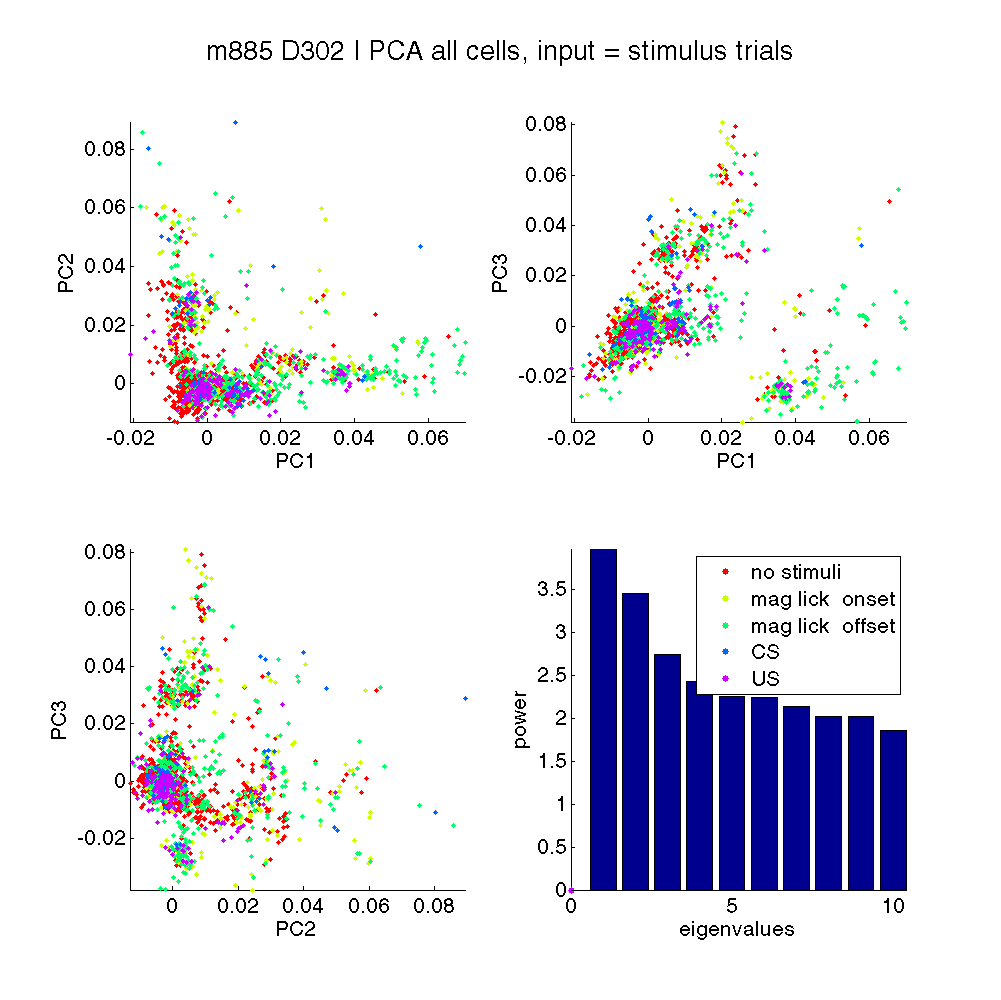 m885 D302 | PCA all cells, input = stimulus trials
0.08
0.06
0.04
0.02
0
PC2
-0.02 0 0.02 0.04 0.06
PC1
0.08
0.06
0.04
0.02
0
-0.02
PC3
-0.02 0 0.02 0.04 0.06
PC1
0.08
0.06
0.04
0.02
0
-0.02
PC3
0 0.02 0.04 0.06 0.08
PC2
3.5
3
2.5
2
1.5
1
0.5
0
power
0 5 10
eigenvalues
no stimuli
mag lick onset
mag lick offset
CS
US